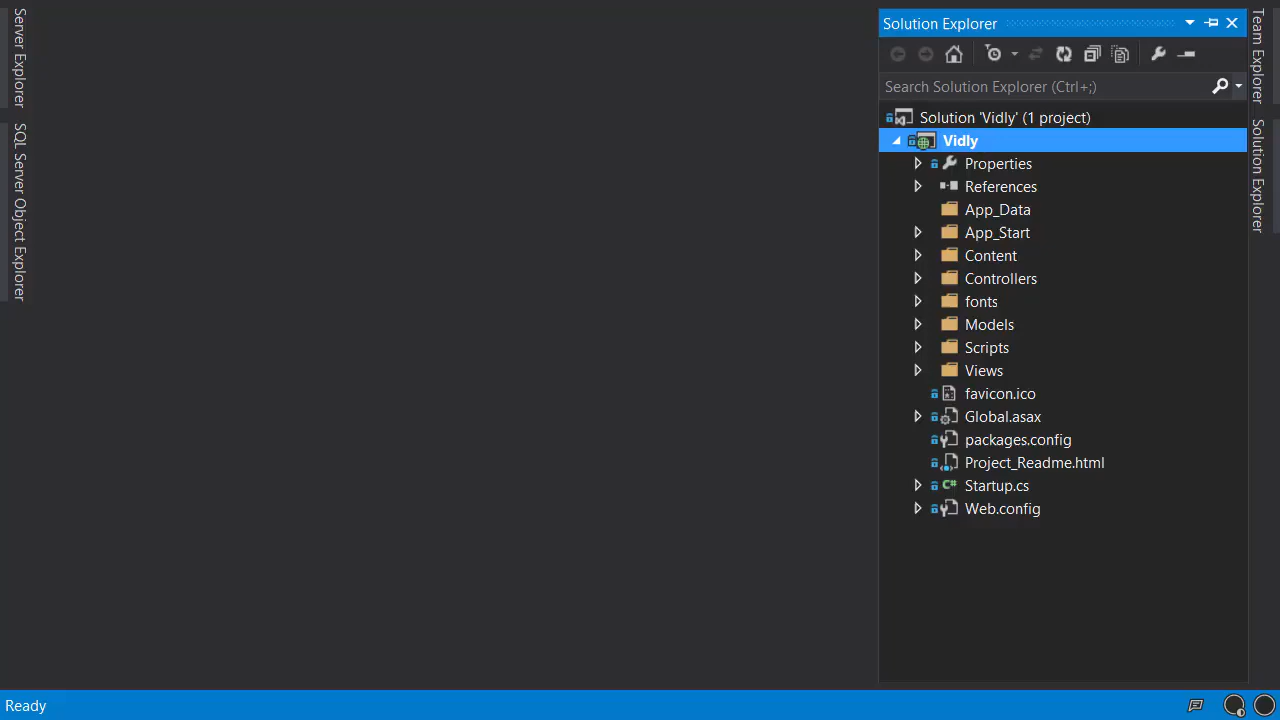 Server Explorer
SQL Server Object Explorer
Solution Explorer
Search Solution Explorer (Ctrl+;)
Solution 'Vidly' (1 project)
Vidly
Properties
References
App_Data
App_Start
Content
Controllers
fonts
Models
Scripts
Views
favicon.ico
Global.asax
packages.config
Project_Readme.html
C# Startup.cs
Web.config
Team Explorer
Solution Explorer
Ready